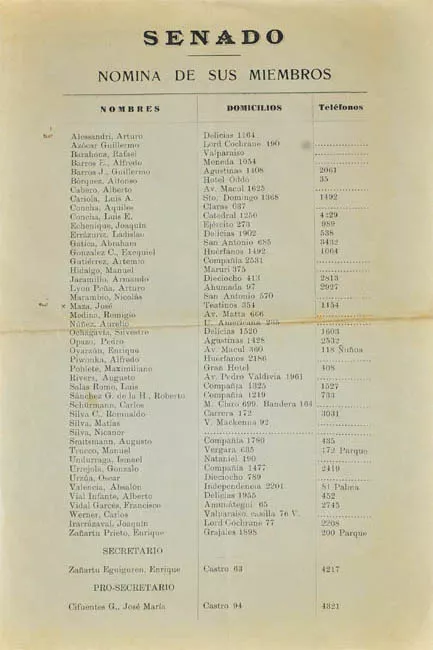 SENADO
NOMINA DE SUS MIEMBROS
NOMBRES DOMICILIOS Teléfonos
Alessandri, Arturo Delicias 1164
Azócar Guillermo Lord Cochrane 190
Barahona, Rafael Valparaíso
Barros E., Alfredo Moneda 1054
Barros J., Guillermo Agustinas 1408 2061
Bórquez, Alfonso Hotel Oddo 35
Cabero, Alberto Av. Macul 1625
Cariola, Luis A. Sto. Domingo 1368 1492
Concha, Aquiles Claras 637
Concha, Luis E. Catedral 1250
Echenique, Joaquín Ejército 273 989
Errázuriz, Ladislao Delicias 1902 538
Gatica, Abraham San Antonio 685 3432
González C., Exequiel Huérfanos 1492
Gutiérrez, Artemio Compañía 2531
Hidalgo, Manuel Maruri 375
Jaramillo, Armando Dieciocho 413 2813
Lyon Peña, Arturo Ahumada 97 2927
Marambio, Nicolás San Antonio 570
x Maza, José Teatinos 354 1154
Medina, Remigio Av. Matta 666
Núñez, Aurelio U. Americana
Ochagavía, Silvestre Delicias 1520 1603
Opazo, Pedro Agustinas 1428 2532
Oyarzún, Enrique Av. Macul 360 118 Ñuñoa
Piwonka, Alfredo Huérfanos 2186
Poblete, Maximiliano Gran Hotel 408
Rivera, Augusto Av. Pedro Valdivia 1961
Salas Romo, Luis Compañía 1325 1527
Sánchez G. de la H., Roberto Compañía 1219 733
Schürmann, Carlos M. Claro 699. Bandera 164
Silva C., Romualdo Carrera 172 3031
Silva, Matías V. Mackenna 92
Silva, Nicanor
Smitsmans, Augusto Compañía 1780 435
Trucco, Manuel Vergara 635 172 Parque
Undurraga, Ismael Nataniel 190
Urrejola, Gonzalo Compañía 1477 2419
Urzúa, Oscar Dieciocho 789
Valencia, Absalón Independencia 2201 81 Palma
Vial Infante, Alberto Delicias 1955 452
Vidal Garcés, Francisco Amunátegui 65 2745
Werner, Carlos Valparaíso, casilla 76 V.
Irarrázaval, Joaquín Lord Cochrane 77 2208
Zañartu Prieto, Enrique Grajales 1898 200 Parque
SECRETARIO
Zañartu Eguiguren, Enrique Castro 63 4217
PRO-SECRETARIO
Cifuentes G., José María Castro 94 4321